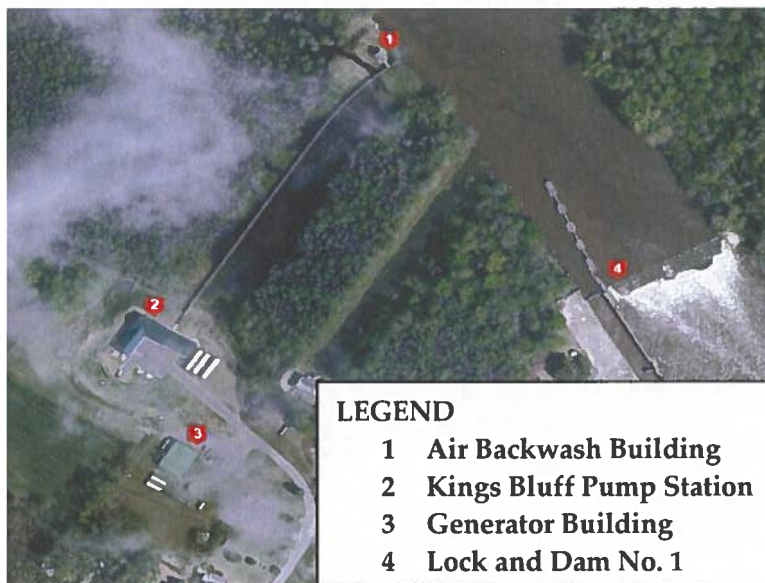 1
2
3
4
LEGEND
1 Air Backwash Building
2 Kings Bluff Pump Station
3 Generator Building
4 Lock and Dam No. 1